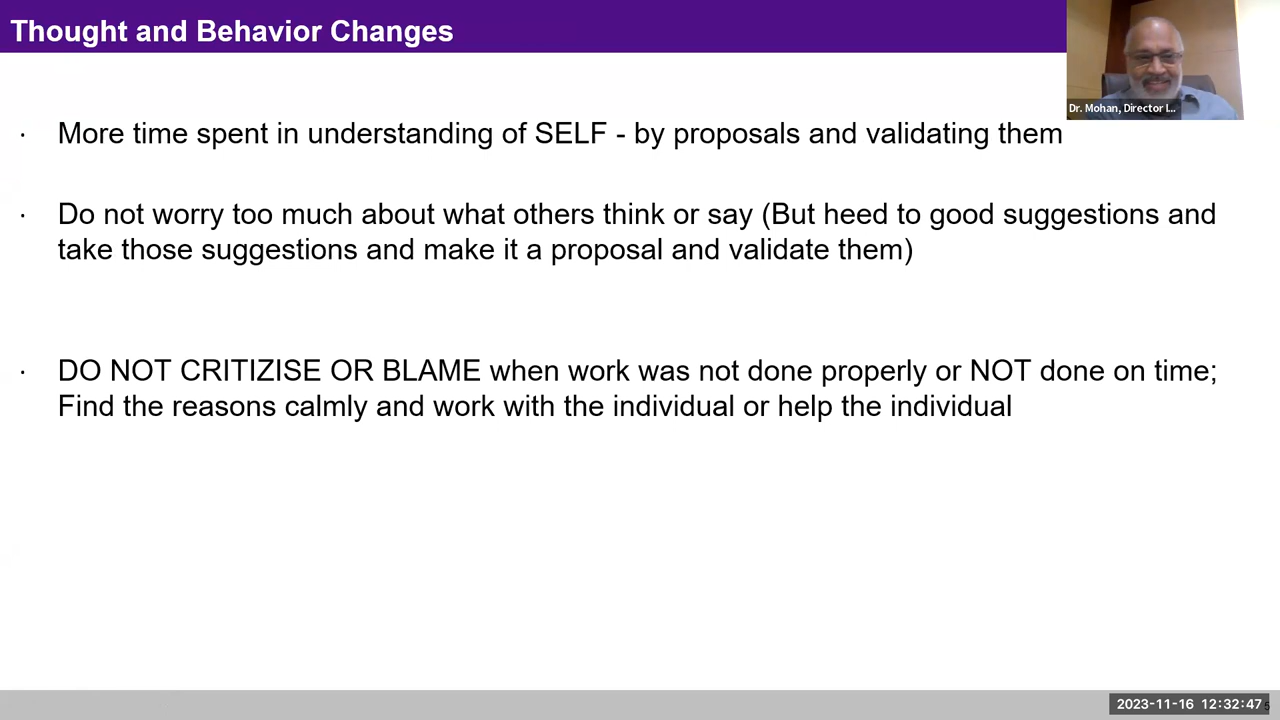 Thought and Behavior Changes
Dr. Mohan, Director I...
· More time spent in understanding of SELF - by proposals and validating them
· Do not worry too much about what others think or say (But heed to good suggestions and
take those suggestions and make it a proposal and validate them)
· DO NOT CRITIZISE OR BLAME when work was not done properly or NOT done on time;
Find the reasons calmly and work with the individual or help the individual
2023-11-16 12:32:47
5